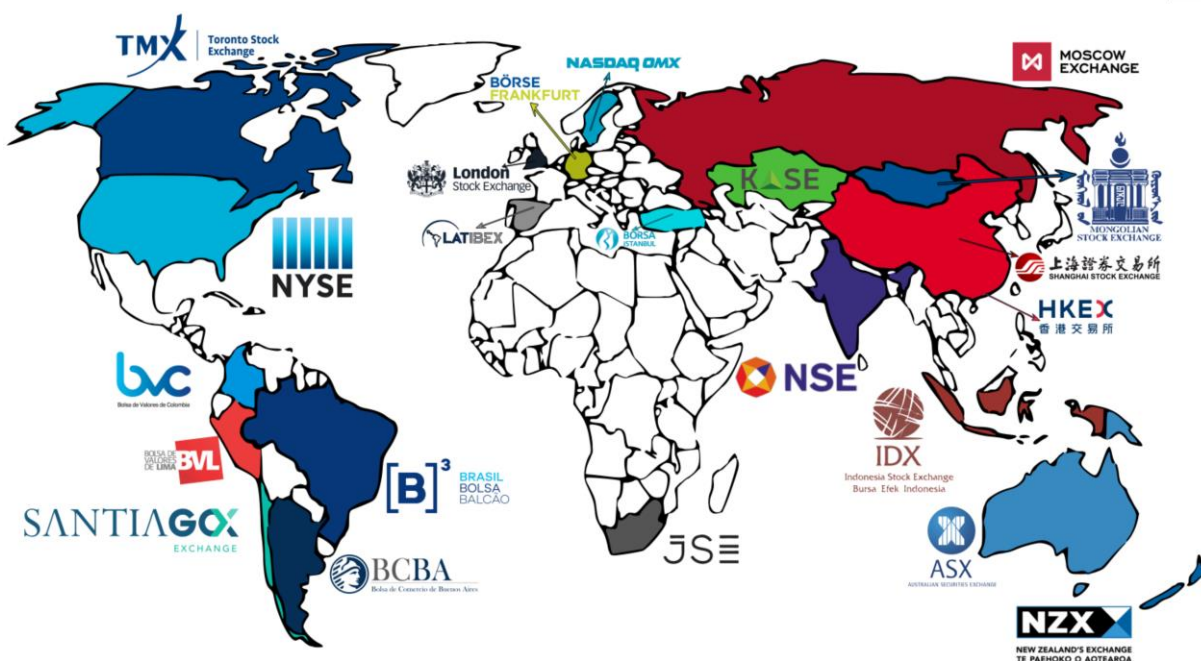 TMX
Toronto Stock
Exchange
NASDAQ OMX
BÖRSE
FRANKFURT
MOSCOW
EXCHANGE
London
Stock Exchange
KASE
LATIBEX
BORSA
ISTANBUL
MONGOLIAN
STOCK EXCHANGE
NYSE
上海證券交易所
SHANGHAI STOCK EXCHANGE
HKEX
香港交易所
bvc
Bolsa de Valores de Colombia
NSE
BOLSA DE
VALORES
DE LIMA
BVL
IDX
Indonesia Stock Exchange
Bursa Efek Indonesia
[B]³
BRASIL
BOLSA
BALCÃO
SANTIAGOX
EXCHANGE
JSE
BCBA
Bolsa de Comercio de Buenos Aires
ASX
AUSTRALIAN SECURITIES EXCHANGE
NZX
NEW ZEALAND'S EXCHANGE
TE PAEHOKO O AOTEAROA